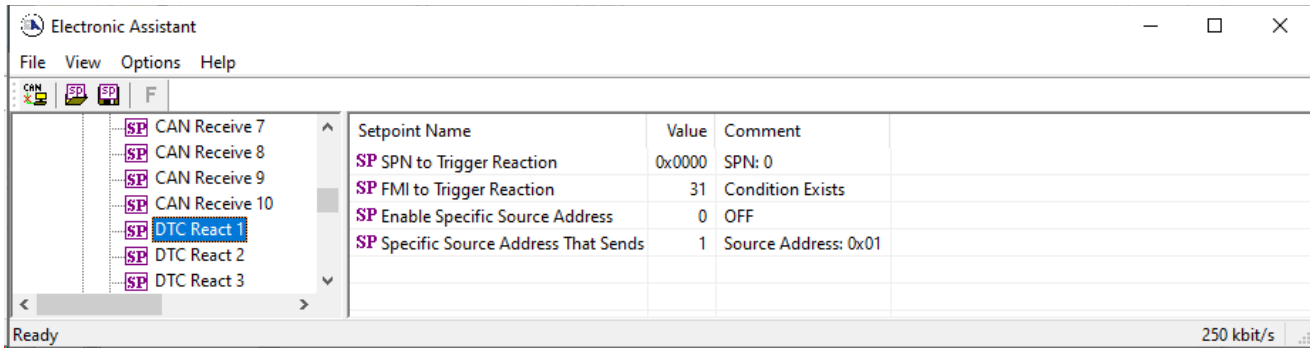 Electronic Assistant
File View Options Help
CAN SP SP F
SP CAN Receive 7
SP CAN Receive 8
SP CAN Receive 9
SP CAN Receive 10
SP DTC React 1
SP DTC React 2
SP DTC React 3
Setpoint Name Value Comment
SP SPN to Trigger Reaction 0x0000 SPN: 0
SP FMI to Trigger Reaction 31 Condition Exists
SP Enable Specific Source Address 0 OFF
SP Specific Source Address That Sends 1 Source Address: 0x01
Ready 250 kbit/s